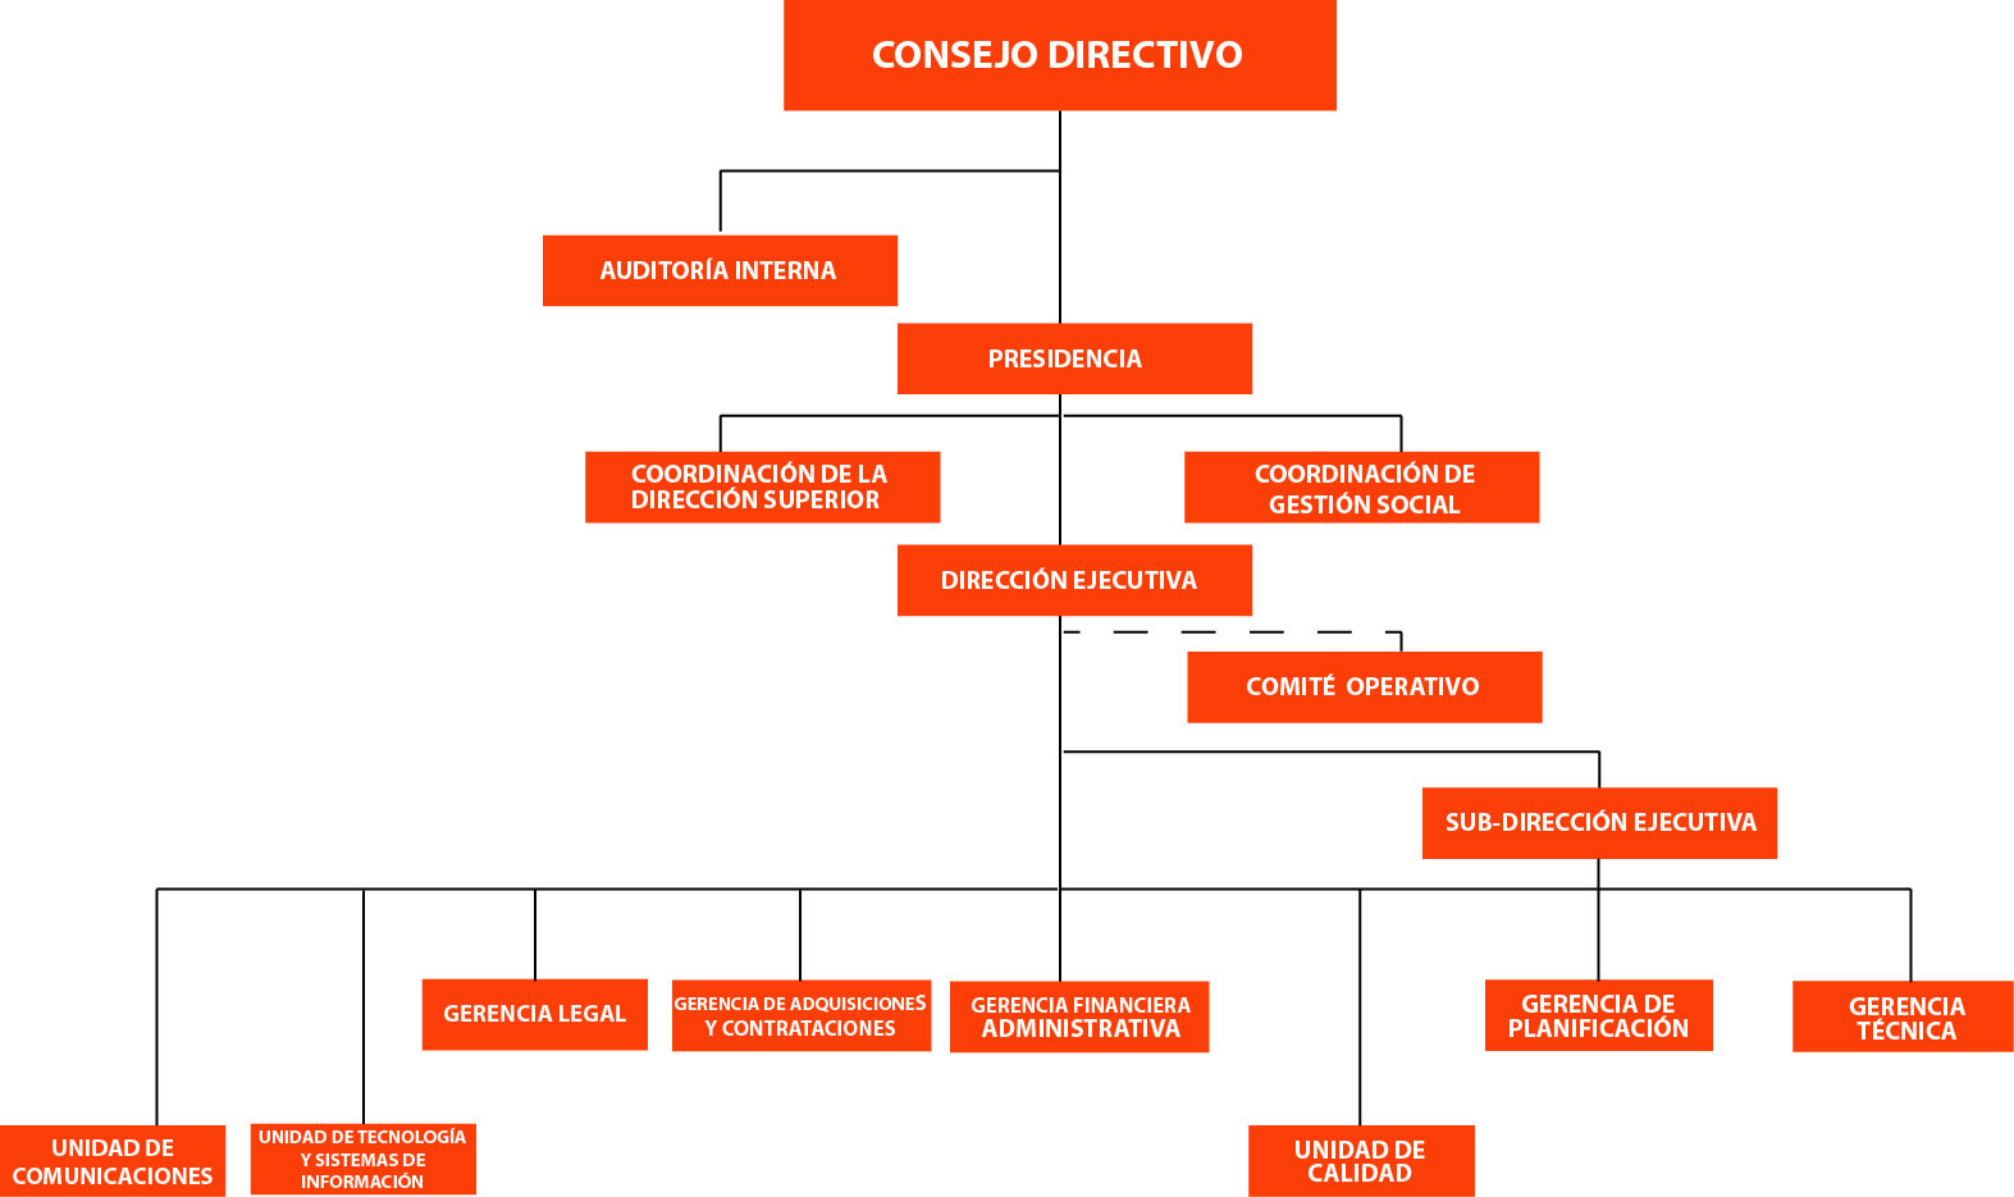 CONSEJO DIRECTIVO
AUDITORÍA INTERNA
PRESIDENCIA
COORDINACIÓN DE LA
DIRECCIÓN SUPERIOR
COORDINACIÓN DE
GESTIÓN SOCIAL
DIRECCIÓN EJECUTIVA
COMITÉ OPERATIVO
SUB-DIRECCIÓN EJECUTIVA
GERENCIA LEGAL
GERENCIA DE ADQUISICIONES
Y CONTRATACIONES
GERENCIA FINANCIERA
ADMINISTRATIVA
GERENCIA DE
PLANIFICACIÓN
GERENCIA
TÉCNICA
UNIDAD DE
COMUNICACIONES
UNIDAD DE TECNOLOGÍA
Y SISTEMAS DE
INFORMACIÓN
UNIDAD DE
CALIDAD